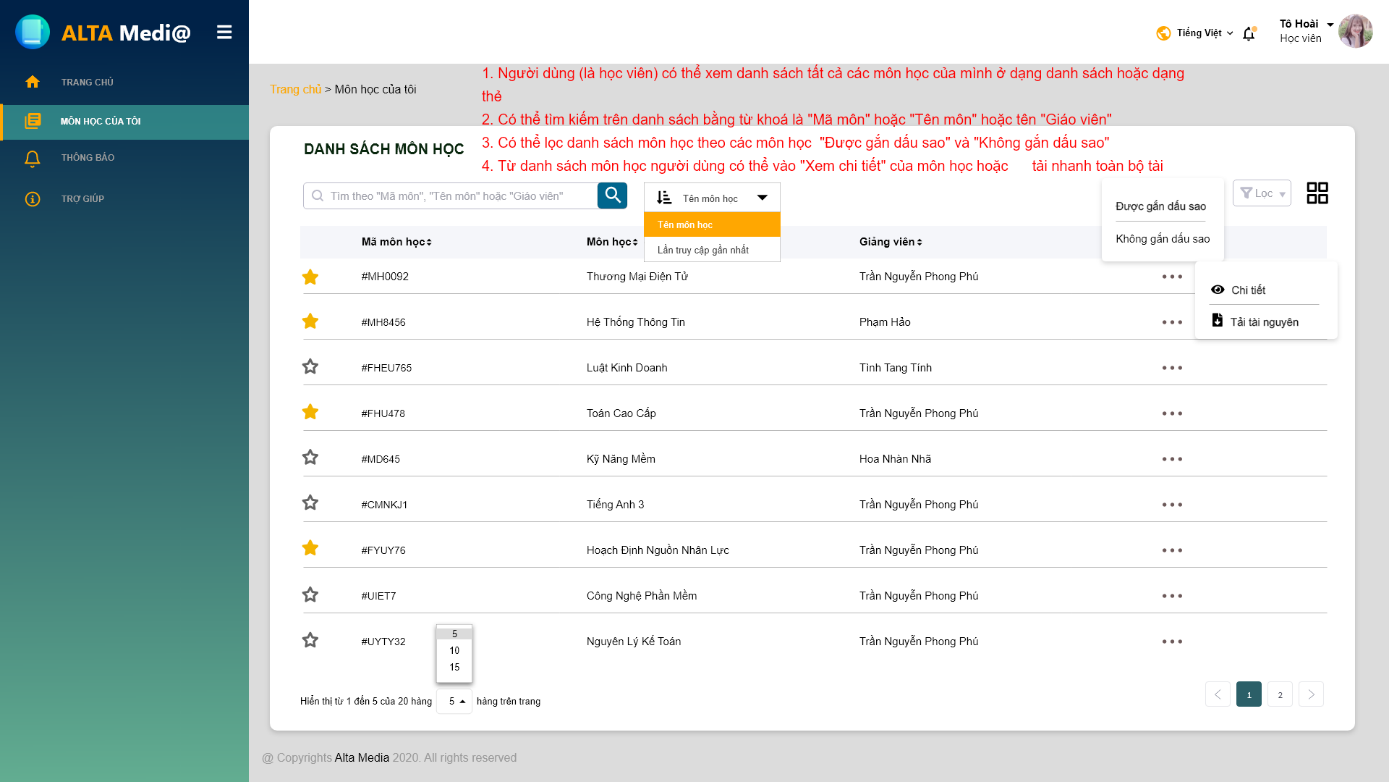 ALTA Medi@
Tiếng Việt
Tô Hoài
Học viên
TRANG CHỦ
MÔN HỌC CỦA TÔI
THÔNG BÁO
TRỢ GIÚP
Trang chủ > Môn học của tôi
1. Người dùng (là học viên) có thể xem danh sách tất cả các môn học của mình ở dạng danh sách hoặc dạng
thẻ
2. Có thể tìm kiếm trên danh sách bằng từ khoá là "Mã môn" hoặc "Tên môn" hoặc tên "Giáo viên"
3. Có thể lọc danh sách môn học theo các môn học "Được gắn dấu sao" và "Không gắn dấu sao"
4. Từ danh sách môn học người dùng có thể vào "Xem chi tiết" của môn học hoặc tải nhanh toàn bộ tài
DANH SÁCH MÔN HỌC
Tìm theo "Mã môn", "Tên môn" hoặc "Giáo viên"
Tên môn học
Tên môn học
Lần truy cập gần nhất
Được gắn dấu sao
Không gắn dấu sao
Loc
Mã môn học Môn học Giảng viên
#MH0092 Thương Mại Điện Tử Trần Nguyễn Phong Phú
Chi tiết
Tải tài nguyên
#MH8456 Hệ Thống Thông Tin Phạm Hảo
#FHEU765 Luật Kinh Doanh Tình Tang Tính
#FHU478 Toán Cao Cấp Trần Nguyễn Phong Phú
#MD645 Kỹ Năng Mềm Hoa Nhàn Nhã
#CMNKJ1 Tiếng Anh 3 Trần Nguyễn Phong Phú
#FYUY76 Hoạch Định Nguồn Nhân Lực Trần Nguyễn Phong Phú
#UIET7 Công Nghệ Phần Mềm Trần Nguyễn Phong Phú
#UYTY32 Nguyên Lý Kế Toán Trần Nguyễn Phong Phú
5
10
15
Hiển thị từ 1 đến 5 của 20 hàng 5 hàng trên trang
1 2
@ Copyrights Alta Media 2020. All rights reserved